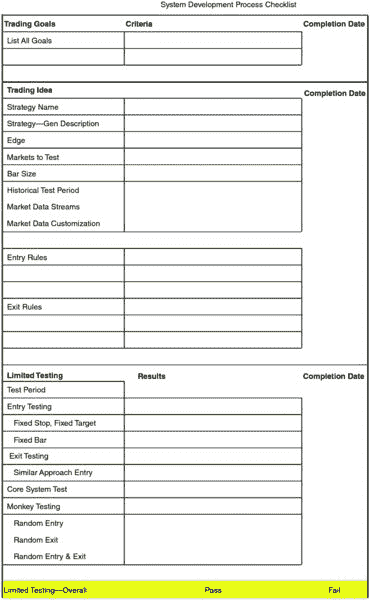 System Development Process Checklist
Trading Goals Criteria Completion Date
List All Goals
Trading Idea Completion Date
Strategy Name
Strategy—Gen Description
Edge
Markets to Test
Bar Size
Historical Test Period
Market Data Streams
Market Data Customization
Entry Rules
Exit Rules
Limited Testing Results Completion Date
Test Period
Entry Testing
Fixed Stop, Fixed Target
Fixed Bar
Exit Testing
Similar Approach Entry
Core System Test
Monkey Testing
Random Entry
Random Exit
Random Entry & Exit
Limited Testing—Overall Pass Fail